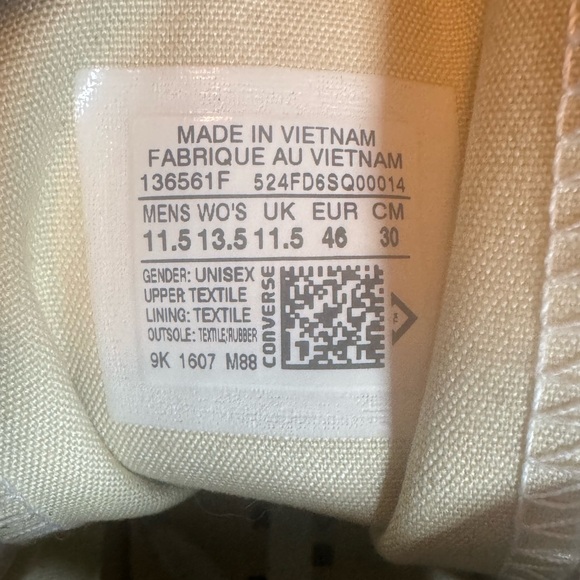 MADE IN VIETNAM
FABRIQUE AU VIETNAM
136561F 524FD6SQ00014
MENS WO'S UK EUR CM
11.5 13.5 11.5 46 30
GENDER: UNISEX
UPPER TEXTILE
LINING: TEXTILE
OUTSOLE: TEXTILE/RUBBER
9K 1607 M88
CONVERSE
™